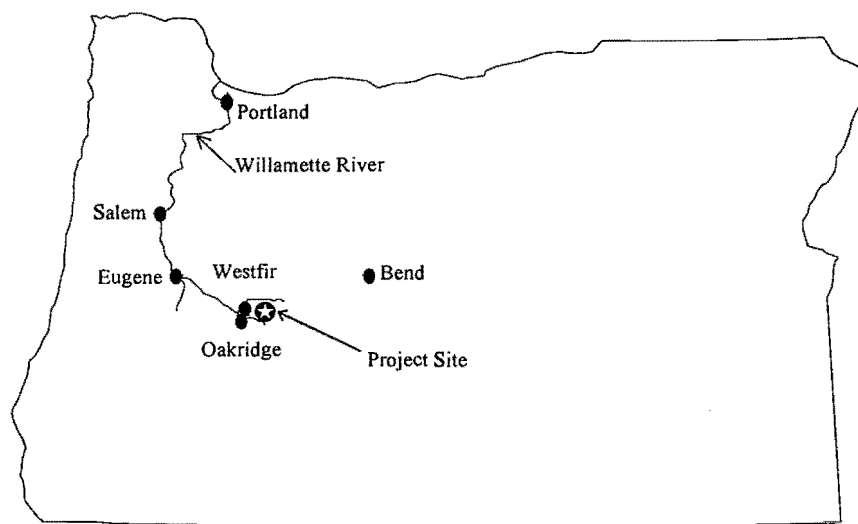 Portland
Willamette River
Salem
Eugene
Westfir
Bend
Oakridge
Project Site